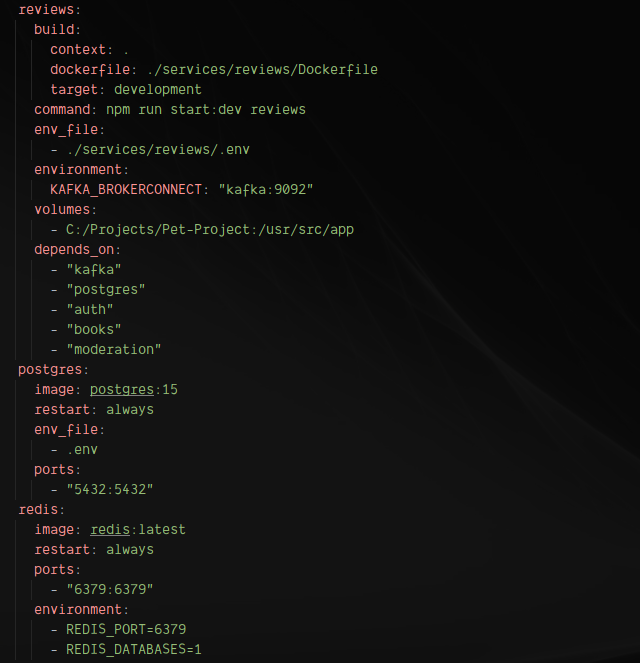 reviews:
build:
context: .
dockerfile: ./services/reviews/Dockerfile
target: development
command: npm run start:dev reviews
env_file:
- ./services/reviews/.env
environment:
KAFKA_BROKERCONNECT: "kafka:9092"
volumes:
- C:/Projects/Pet-Project:/usr/src/app
depends_on:
- "kafka"
- "postgres"
- "auth"
- "books"
- "moderation"
postgres:
image: postgres:15
restart: always
env_file:
- .env
ports:
- "5432:5432"
redis:
image: redis:latest
restart: always
ports:
- "6379:6379"
environment:
- REDIS_PORT=6379
- REDIS_DATABASES=1